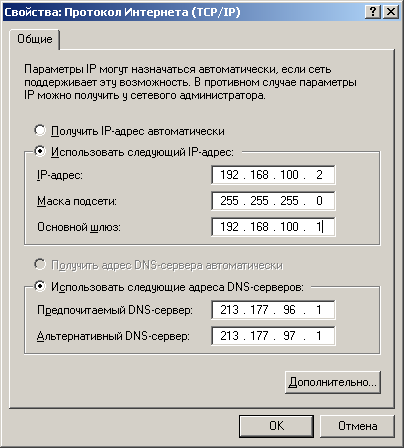 Свойства: Протокол Интернета (TCP/IP)
Общие
Параметры IP могут назначаться автоматически, если сеть
поддерживает эту возможность. В противном случае параметры
IP можно получить у сетевого администратора.
Получить IP-адрес автоматически
Использовать следующий IP-адрес:
IP-адрес: 192 . 168 . 100 . 2
Маска подсети: 255 . 255 . 255 . 0
Основной шлюз: 192 . 168 . 100 . 1
Получить адрес DNS-сервера автоматически
Использовать следующие адреса DNS-серверов:
Предпочитаемый DNS-сервер: 213 . 177 . 96 . 1
Альтернативный DNS-сервер: 213 . 177 . 97 . 1
Дополнительно...
OK Отмена